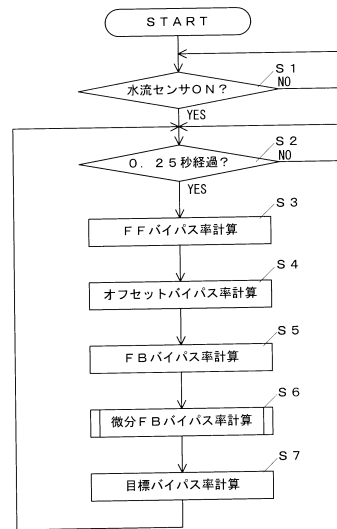 START
S1
水流センサON?
NO
YES
S2
0.25秒経過?
NO
YES
S3
FFバイパス率計算
S4
オフセットバイパス率計算
S5
FBバイパス率計算
S6
微分FBバイパス率計算
S7
目標バイパス率計算